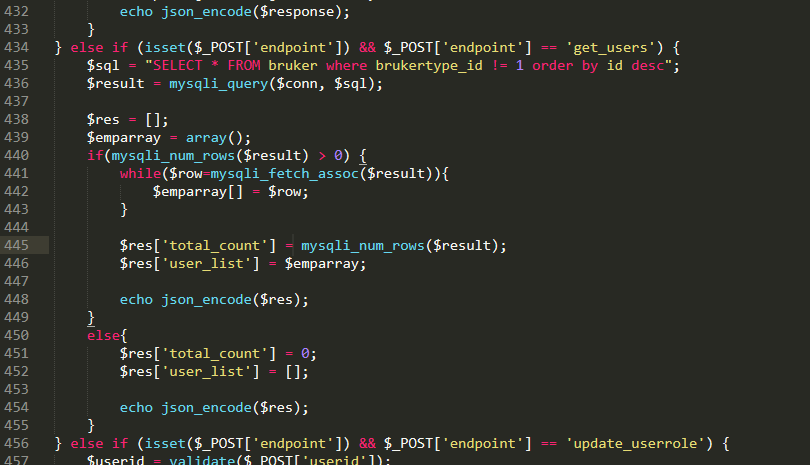 432 echo json_encode($response);
433 }
434 } else if (isset($_POST['endpoint']) && $_POST['endpoint'] == 'get_users') {
435 $sql = "SELECT * FROM bruker where brukertype_id != 1 order by id desc";
436 $result = mysqli_query($conn, $sql);
437
438 $res = [];
439 $emparray = array();
440 if(mysqli_num_rows($result) > 0) {
441 while($row=mysqli_fetch_assoc($result)){
442 $emparray[] = $row;
443 }
444
445 $res['total_count'] = mysqli_num_rows($result);
446 $res['user_list'] = $emparray;
447
448 echo json_encode($res);
449 }
450 else{
451 $res['total_count'] = 0;
452 $res['user_list'] = [];
453
454 echo json_encode($res);
455 }
456 } else if (isset($_POST['endpoint']) && $_POST['endpoint'] == 'update_userrole') {
457 $userid = validate($_POST['userid']);